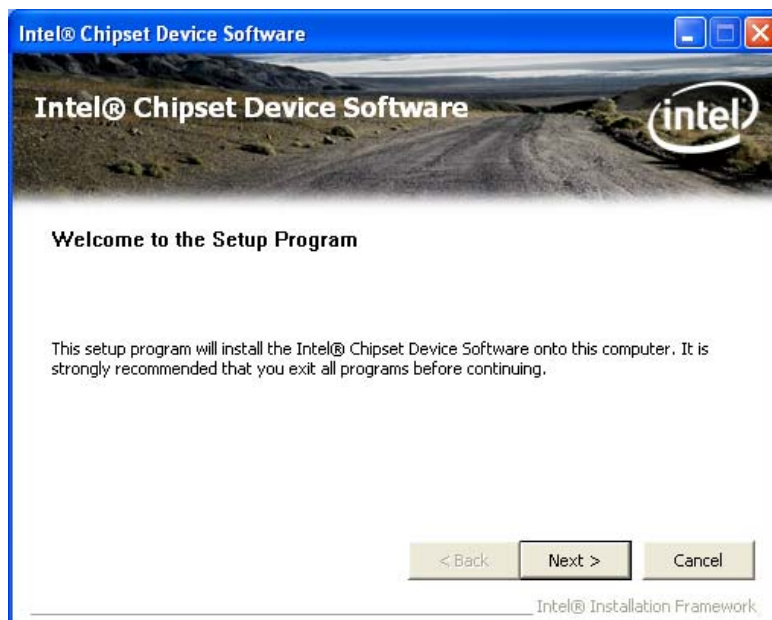 Intel® Chipset Device Software
Intel® Chipset Device Software
intel
Welcome to the Setup Program
This setup program will install the Intel® Chipset Device Software onto this computer. It is
strongly recommended that you exit all programs before continuing.
< Back
Next >
Cancel
Intel® Installation Framework